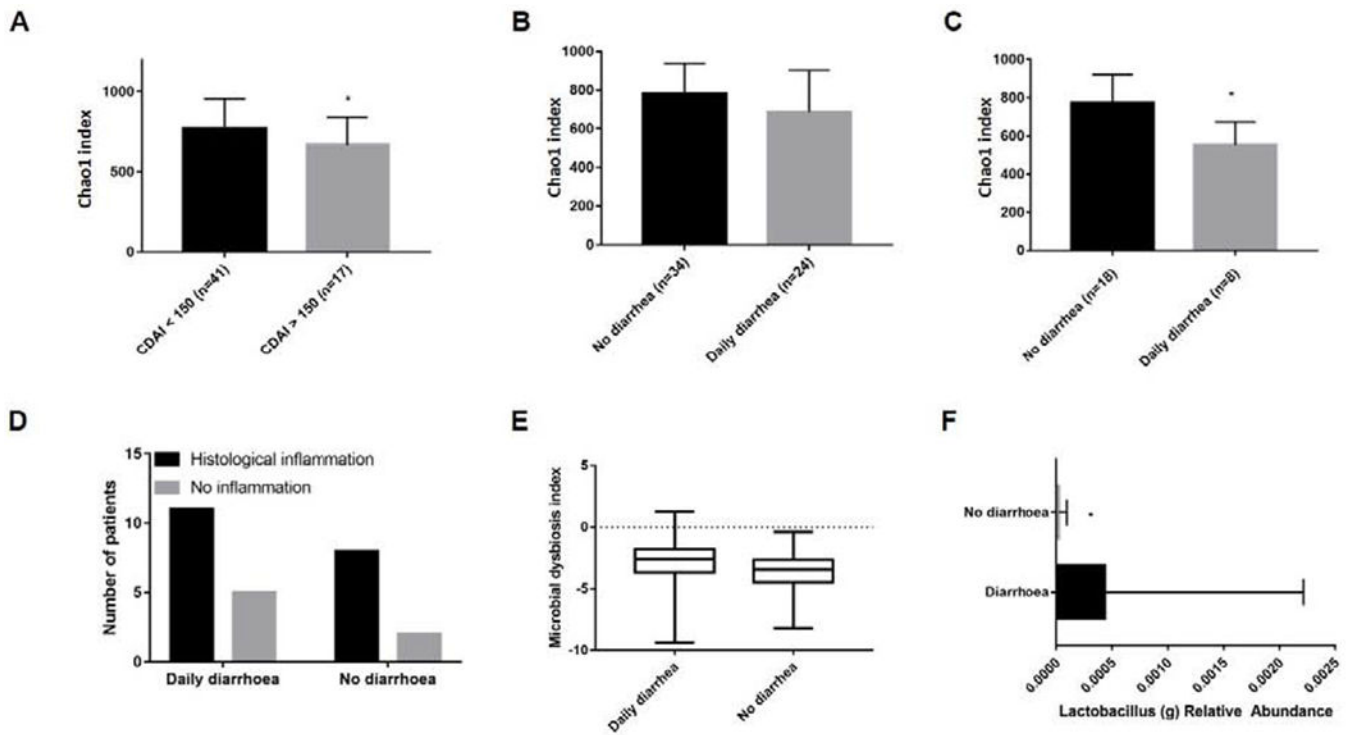 A
Chao1 index
1000
500
0
*
CDAI < 150 (n=41)
CDAI > 150 (n=17)
B
Chao1 index
1000
800
600
400
200
0
No diarrhea (n=34)
Daily diarrhea (n=24)
C
Chao1 index
1000
800
600
400
200
0
*
No diarrhea (n=18)
Daily diarrhea (n=8)
D
Number of patients
15
10
5
0
Histological inflammation
No inflammation
Daily diarrhoea
No diarrhoea
E
Microbial dysbiosis index
5
0
-5
-10
Daily diarrhea
No diarrhea
F
No diarrhoea
*
Diarrhoea
0.0000
0.0005
0.0010
0.0015
0.0020
0.0025
Lactobacillus (g) Relative Abundance